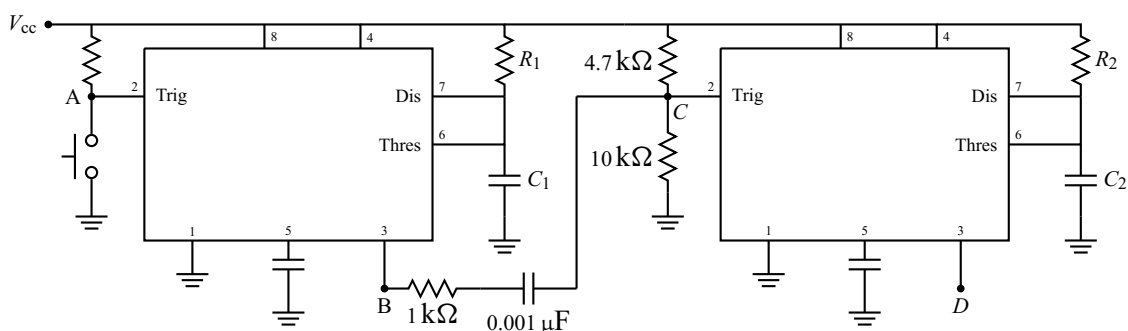 Vcc
8 4 R1 4.7 kΩ 8 4 R2
A 2 Trig Dis 7 C 2 Trig Dis 7
Thres 6 10 kΩ Thres 6
C1 C2
1 5 3 1 5 3
B 1 kΩ 0.001 μF D